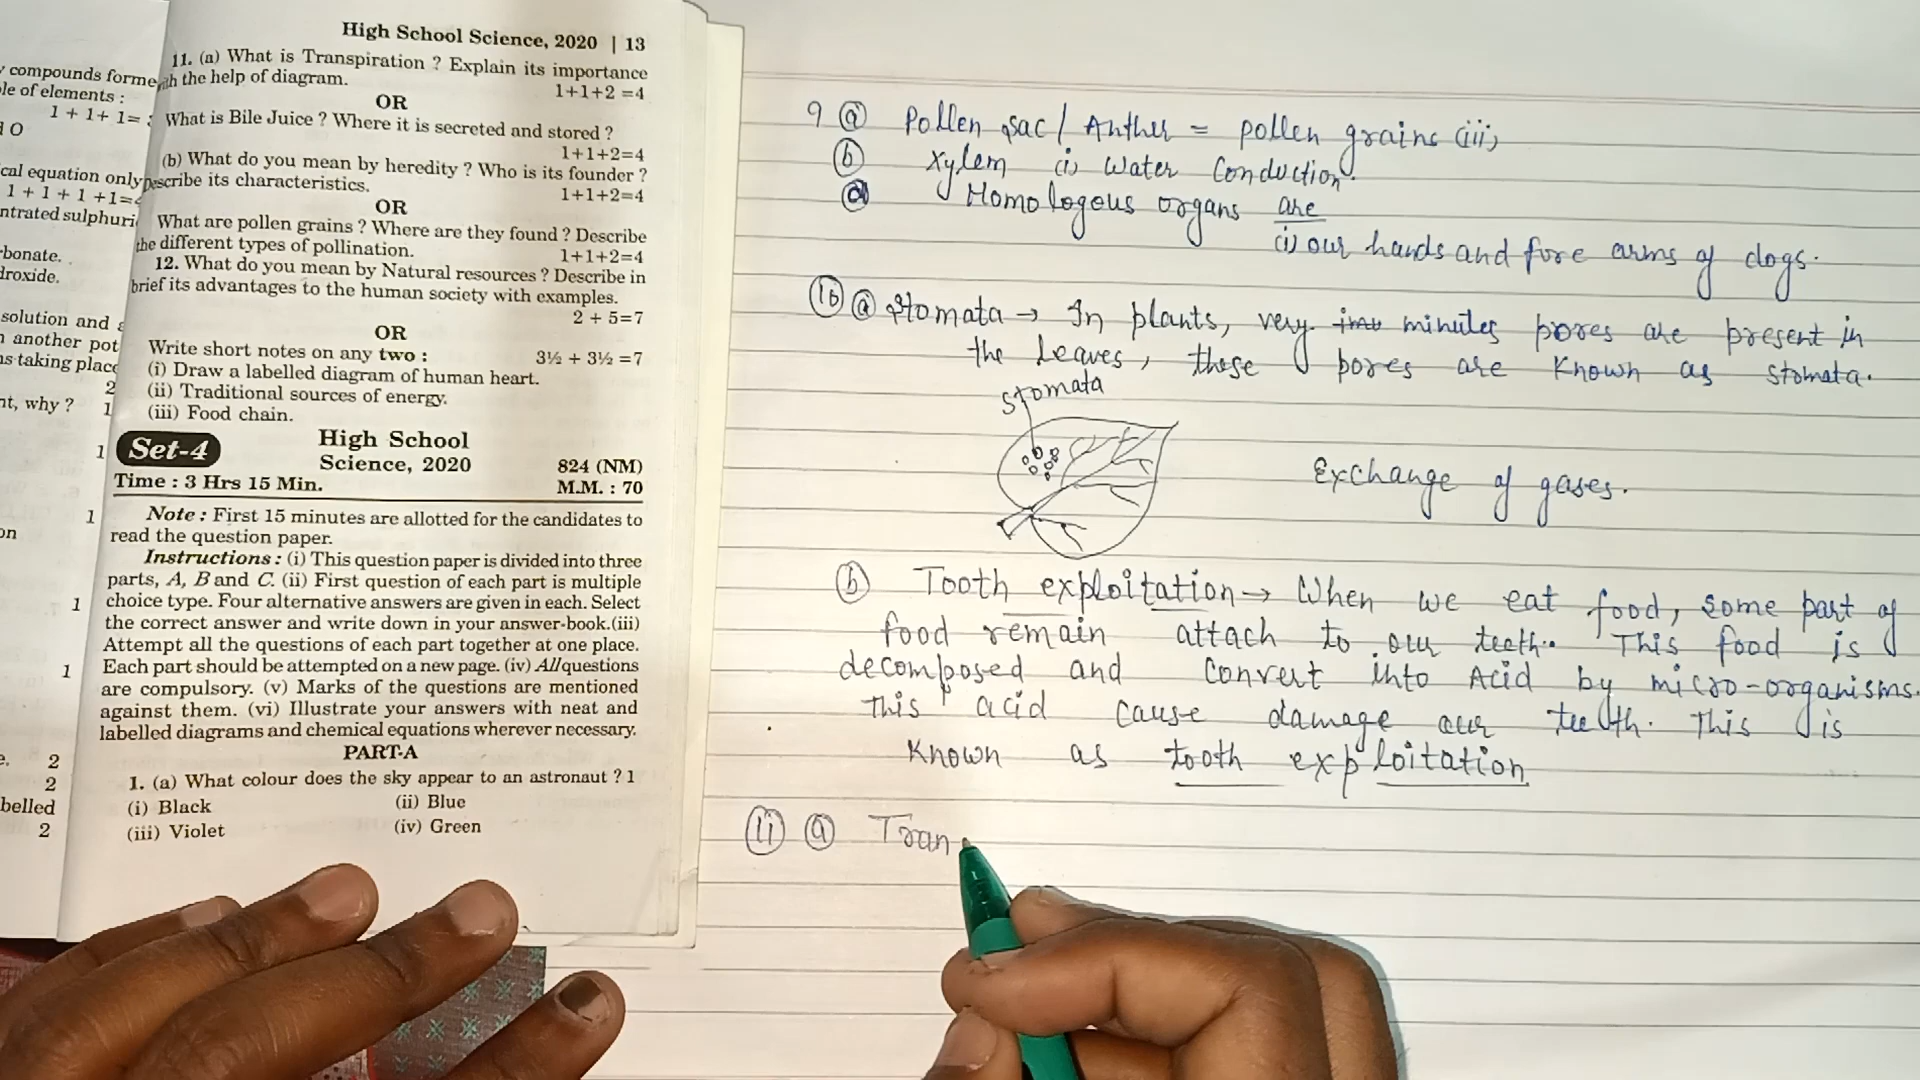 y compounds forme
le of elements :
1 + 1+ 1=
d O
cal equation only
1 + 1 + 1 +1=4
ntrated sulphuri
bonate.
droxide.
solution and
n another pot
as taking place
2
nt, why ? 1
1
1
on
1
1
e. 2
2
belled
2
High School Science, 2020 | 13
11. (a) What is Transpiration ? Explain its importance
the help of diagram.
1+1+2 =4
OR
What is Bile Juice ? Where it is secreted and stored ?
1+1+2=4
(b) What do you mean by heredity ? Who is its founder ?
Describe its characteristics.
1+1+2=4
OR
What are pollen grains ? Where are they found ? Describe
the different types of pollination.
1+1+2=4
12. What do you mean by Natural resources ? Describe in
brief its advantages to the human society with examples.
2 + 5=7
OR
Write short notes on any two :
3½ + 3½ =7
(i) Draw a labelled diagram of human heart.
(ii) Traditional sources of energy.
(iii) Food chain.
Set-4
High School
Science, 2020
824 (NM)
Time : 3 Hrs 15 Min.
M.M. : 70
Note : First 15 minutes are allotted for the candidates to
read the question paper.
Instructions : (i) This question paper is divided into three
parts, A, B and C. (ii) First question of each part is multiple
choice type. Four alternative answers are given in each. Select
the correct answer and write down in your answer-book.(iii)
Attempt all the questions of each part together at one place.
Each part should be attempted on a new page. (iv) All questions
are compulsory. (v) Marks of the questions are mentioned
against them. (vi) Illustrate your answers with neat and
labelled diagrams and chemical equations wherever necessary.
PART-A
1. (a) What colour does the sky appear to an astronaut ? 1
(i) Black (ii) Blue
(iii) Violet (iv) Green
9 (a) Pollen sac / Anther = pollen grains (iii)
(b) Xylem (i) Water Conduction.
(d) Homologous organs are
(i) our hands and fore arms of dogs.
(10) (a) Stomata → In plants, very minutes pores are present in
the leaves, these pores are known as stomata.
stomata
Exchange of gases.
(b) Tooth exploitation → When we eat food, some part of
food remain attach to our teeth. This food is
decomposed and convert into Acid by micro-organisms.
This acid cause damage our teeth. This is
known as tooth exploitation
(11) (a) Tran